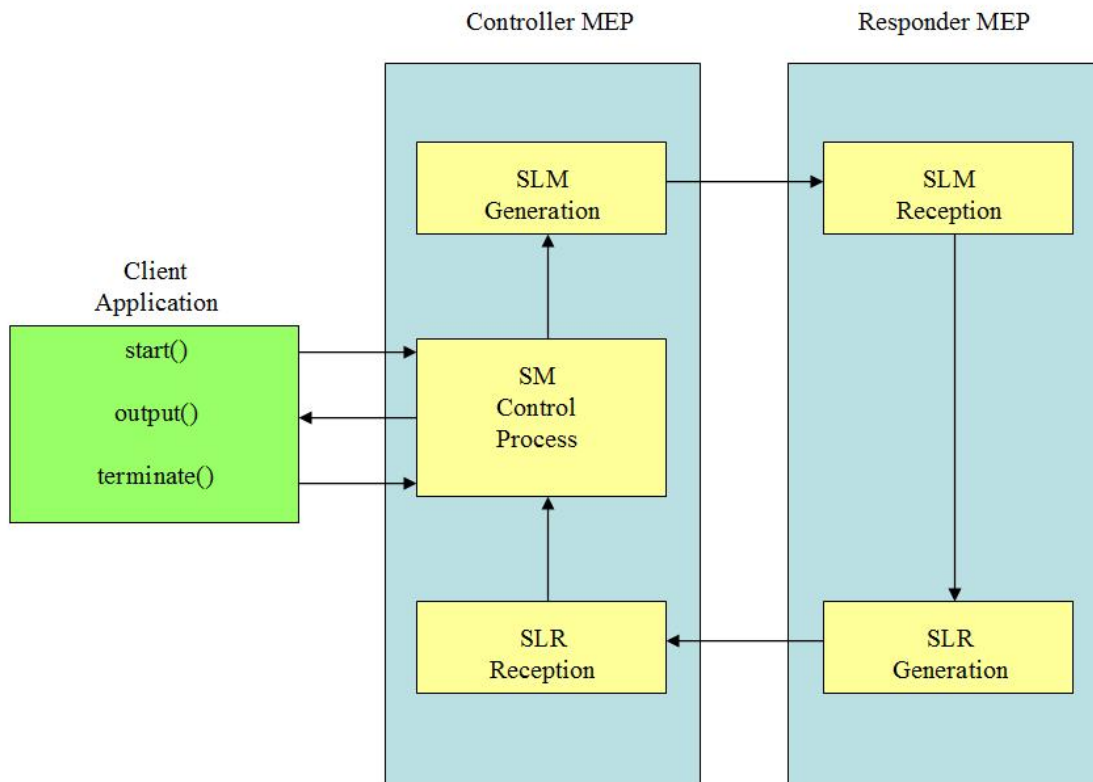 Controller MEP
Responder MEP
SLM
Generation
SLM
Reception
Client
Application
start()
output()
terminate()
SM
Control
Process
SLR
Reception
SLR
Generation